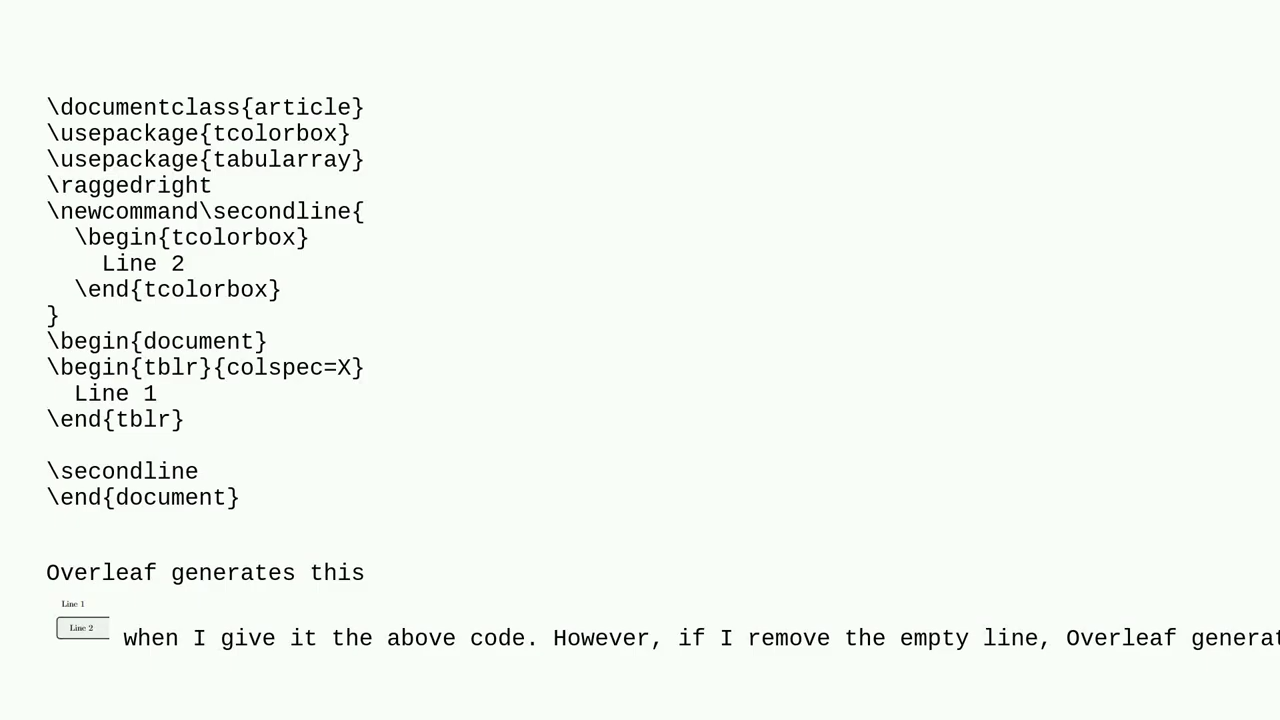 \documentclass{article}
\usepackage{tcolorbox}
\usepackage{tabularray}
\raggedright
\newcommand\secondline{
  \begin{tcolorbox}
    Line 2
  \end{tcolorbox}
}
\begin{document}
\begin{tblr}{colspec=X}
  Line 1
\end{tblr}

\secondline
\end{document}
Overleaf generates this
Line 1
Line 2
when I give it the above code. However, if I remove the empty line, Overleaf generat